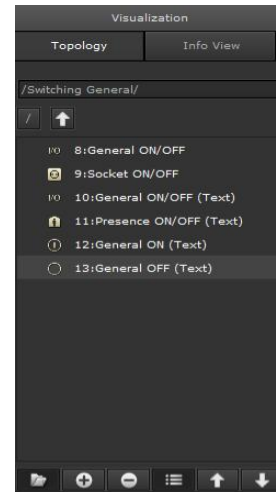 Visualization
Topology Info View
/Switching General/
/
I/O 8:General ON/OFF
9:Socket ON/OFF
I/O 10:General ON/OFF (Text)
11:Presence ON/OFF (Text)
12:General ON (Text)
13:General OFF (Text)